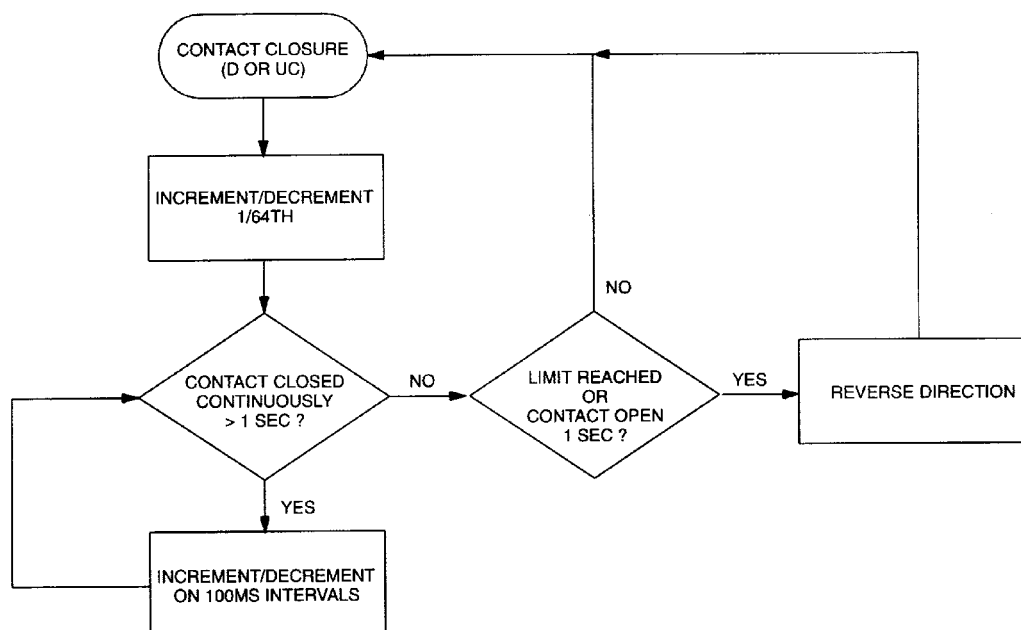 CONTACT CLOSURE
(D OR UC)
INCREMENT/DECREMENT
1/64TH
CONTACT CLOSED
CONTINUOUSLY
> 1 SEC ?
NO
YES
INCREMENT/DECREMENT
ON 100MS INTERVALS
LIMIT REACHED
OR
CONTACT OPEN
1 SEC ?
NO
YES
REVERSE DIRECTION